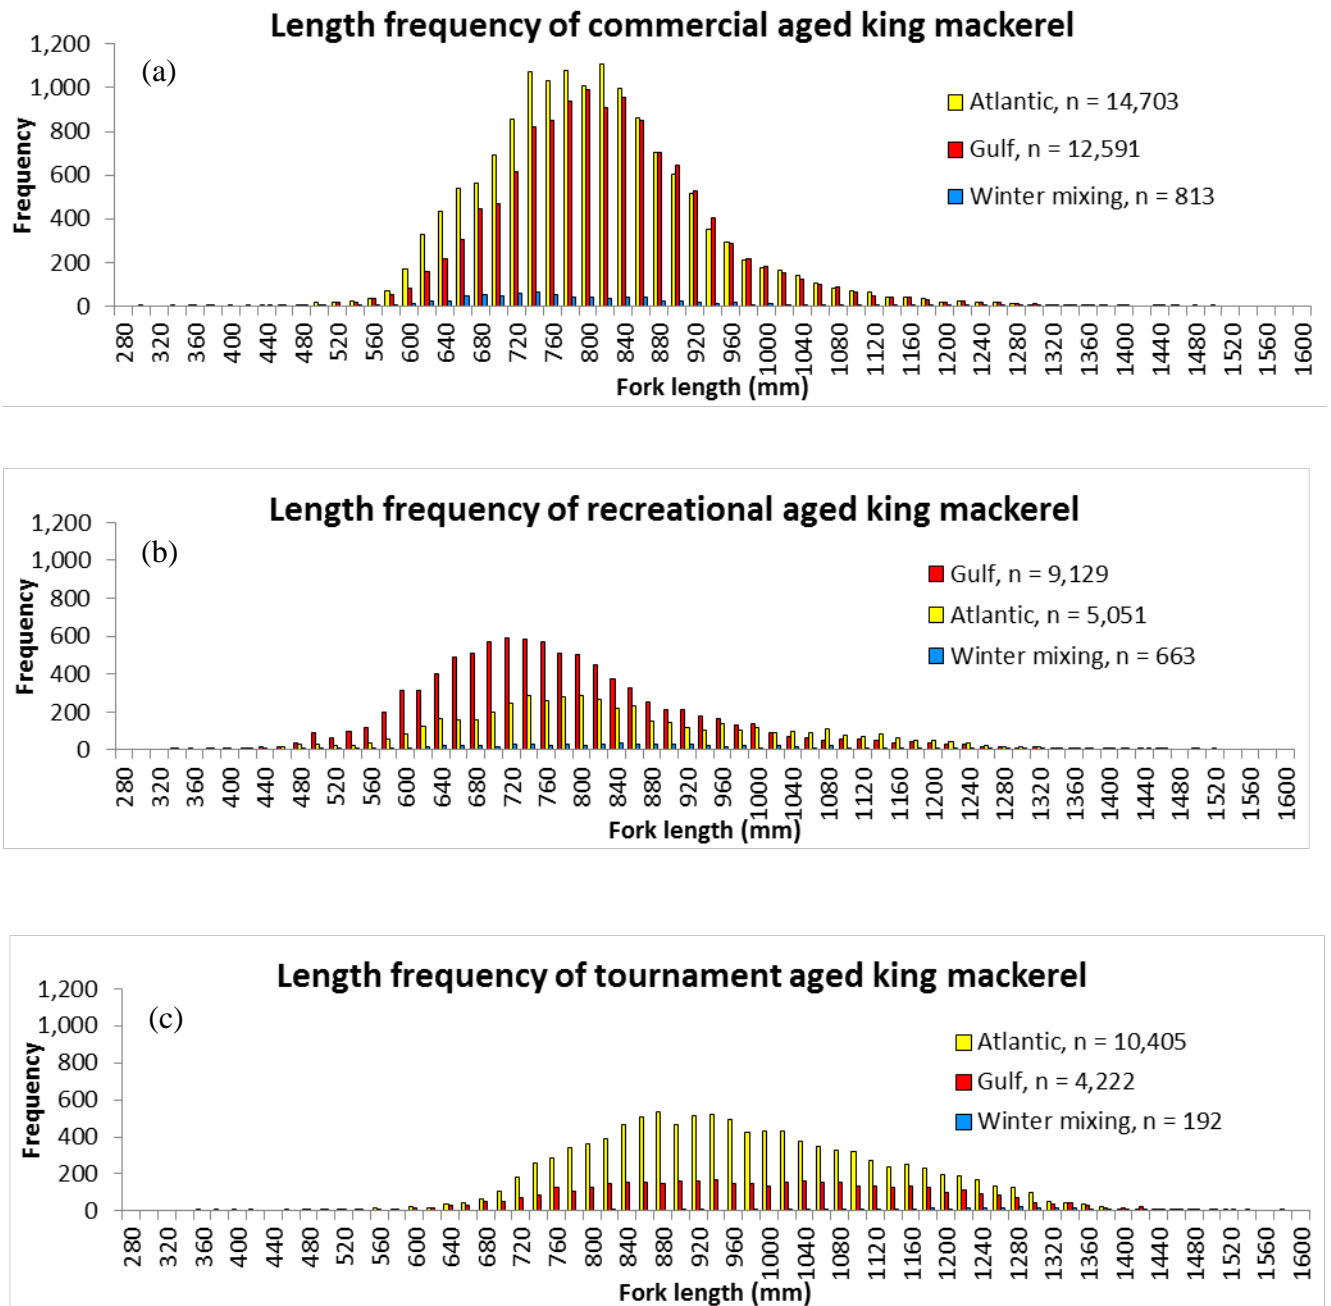 Length frequency of commercial aged king mackerel
(a)
1,200
1,000
800
600
400
200
0
Frequency
Atlantic, n = 14,703
Gulf, n = 12,591
Winter mixing, n = 813
280 320 360 400 440 480 520 560 600 640 680 720 760 800 840 880 920 960 1000 1040 1080 1120 1160 1200 1240 1280 1320 1360 1400 1440 1480 1520 1560 1600
Fork length (mm)
Length frequency of recreational aged king mackerel
(b)
1,200
1,000
800
600
400
200
0
Frequency
Gulf, n = 9,129
Atlantic, n = 5,051
Winter mixing, n = 663
280 320 360 400 440 480 520 560 600 640 680 720 760 800 840 880 920 960 1000 1040 1080 1120 1160 1200 1240 1280 1320 1360 1400 1440 1480 1520 1560 1600
Fork length (mm)
Length frequency of tournament aged king mackerel
(c)
1,200
1,000
800
600
400
200
0
Frequency
Atlantic, n = 10,405
Gulf, n = 4,222
Winter mixing, n = 192
280 320 360 400 440 480 520 560 600 640 680 720 760 800 840 880 920 960 1000 1040 1080 1120 1160 1200 1240 1280 1320 1360 1400 1440 1480 1520 1560 1600
Fork length (mm)